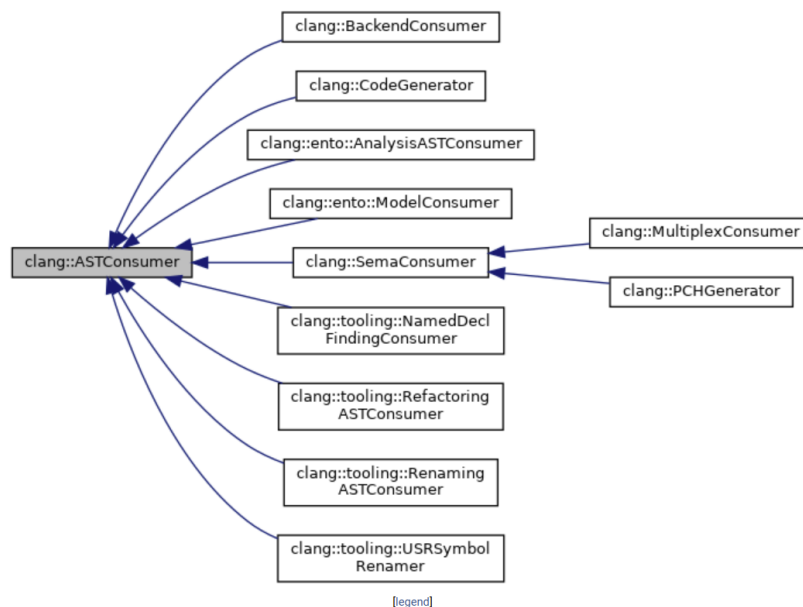 clang::BackendConsumer
clang::CodeGenerator
clang::ento::AnalysisASTConsumer
clang::ento::ModelConsumer
clang::MultiplexConsumer
clang::ASTConsumer
clang::SemaConsumer
clang::PCHGenerator
clang::tooling::NamedDecl
FindingConsumer
clang::tooling::Refactoring
ASTConsumer
clang::tooling::Renaming
ASTConsumer
clang::tooling::USRSymbol
Renamer
[legend]